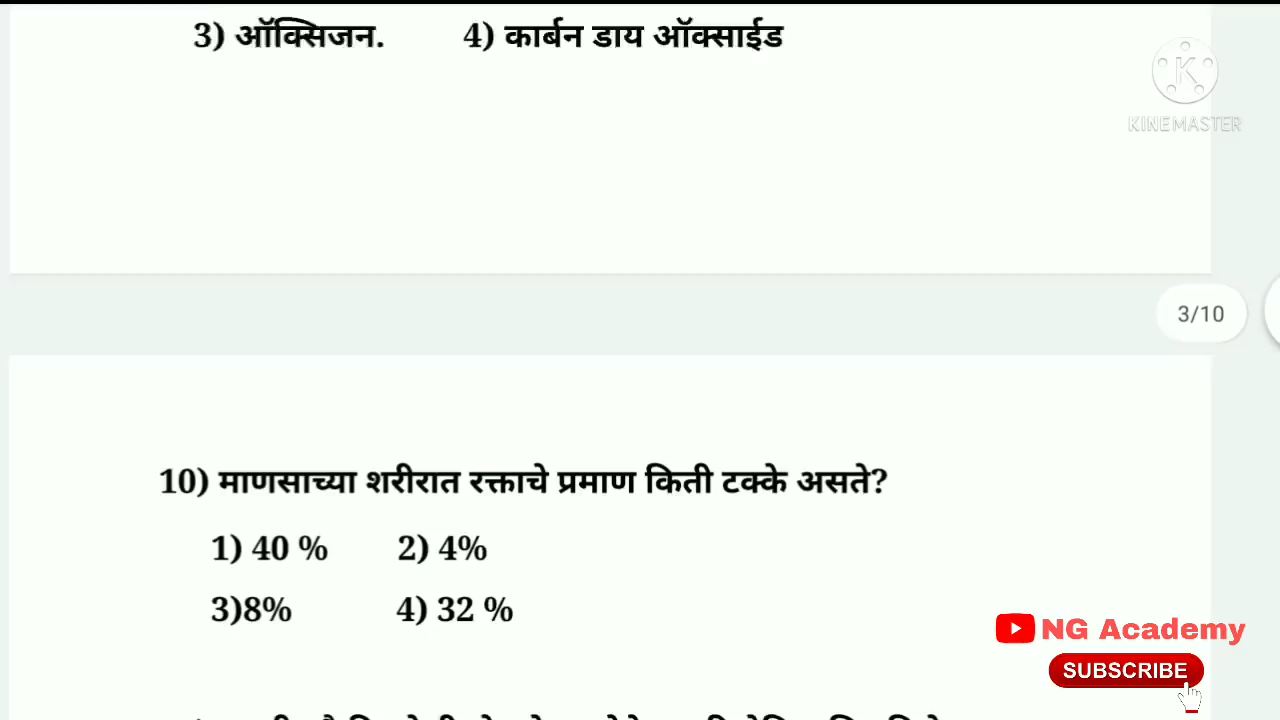 3) ऑक्सिजन. 4) कार्बन डाय ऑक्साईड
KINEMASTER
3/10
10) माणसाच्या शरीरात रक्ताचे प्रमाण किती टक्के असते?
1) 40 % 2) 4%
3)8% 4) 32 %
NG Academy
SUBSCRIBE